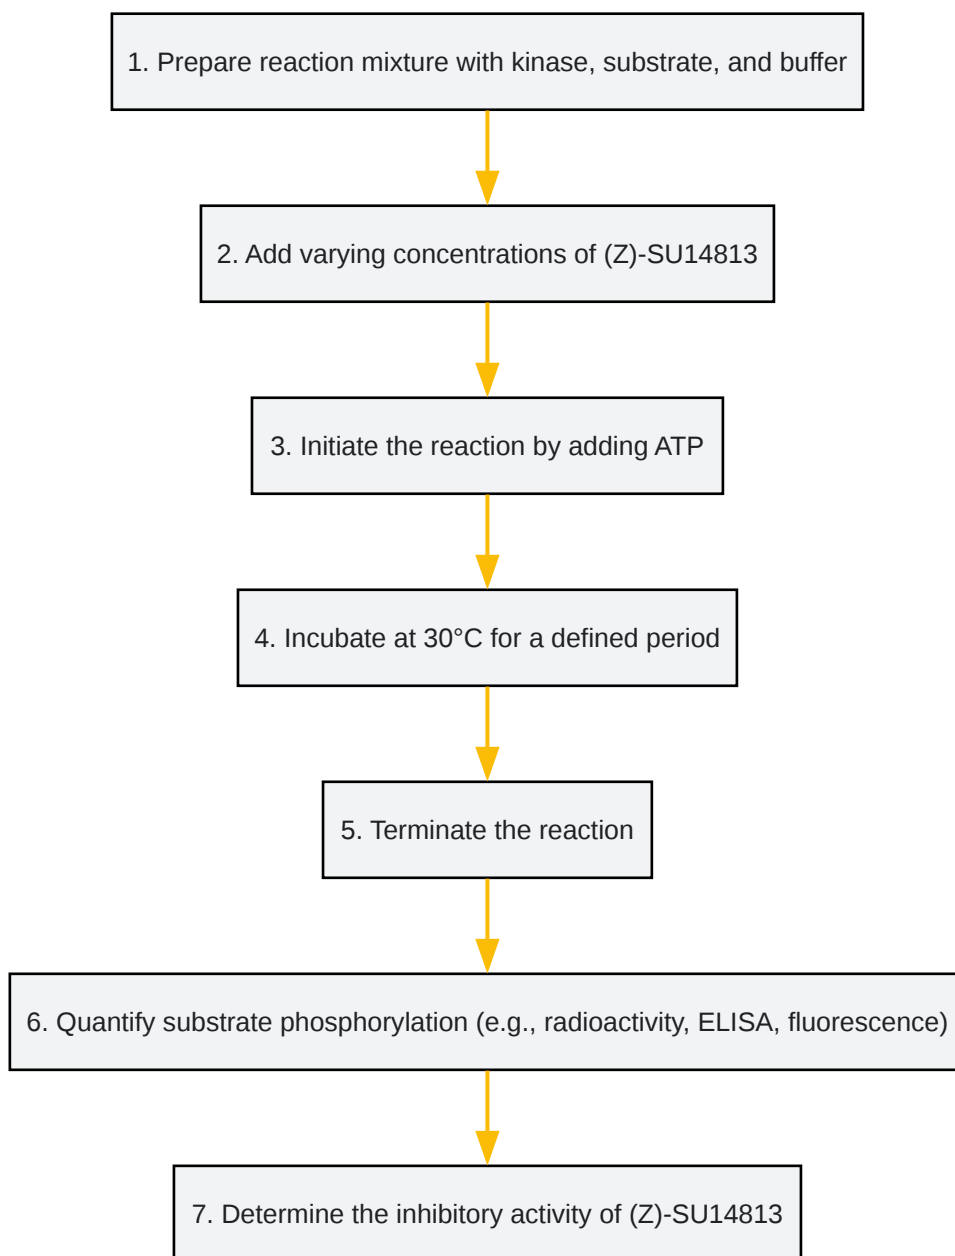 1. Prepare reaction mixture with kinase, substrate, and buffer
2. Add varying concentrations of (Z)-SU14813
3. Initiate the reaction by adding ATP
4. Incubate at 30°C for a defined period
5. Terminate the reaction
6. Quantify substrate phosphorylation (e.g., radioactivity, ELISA, fluorescence)
7. Determine the inhibitory activity of (Z)-SU14813